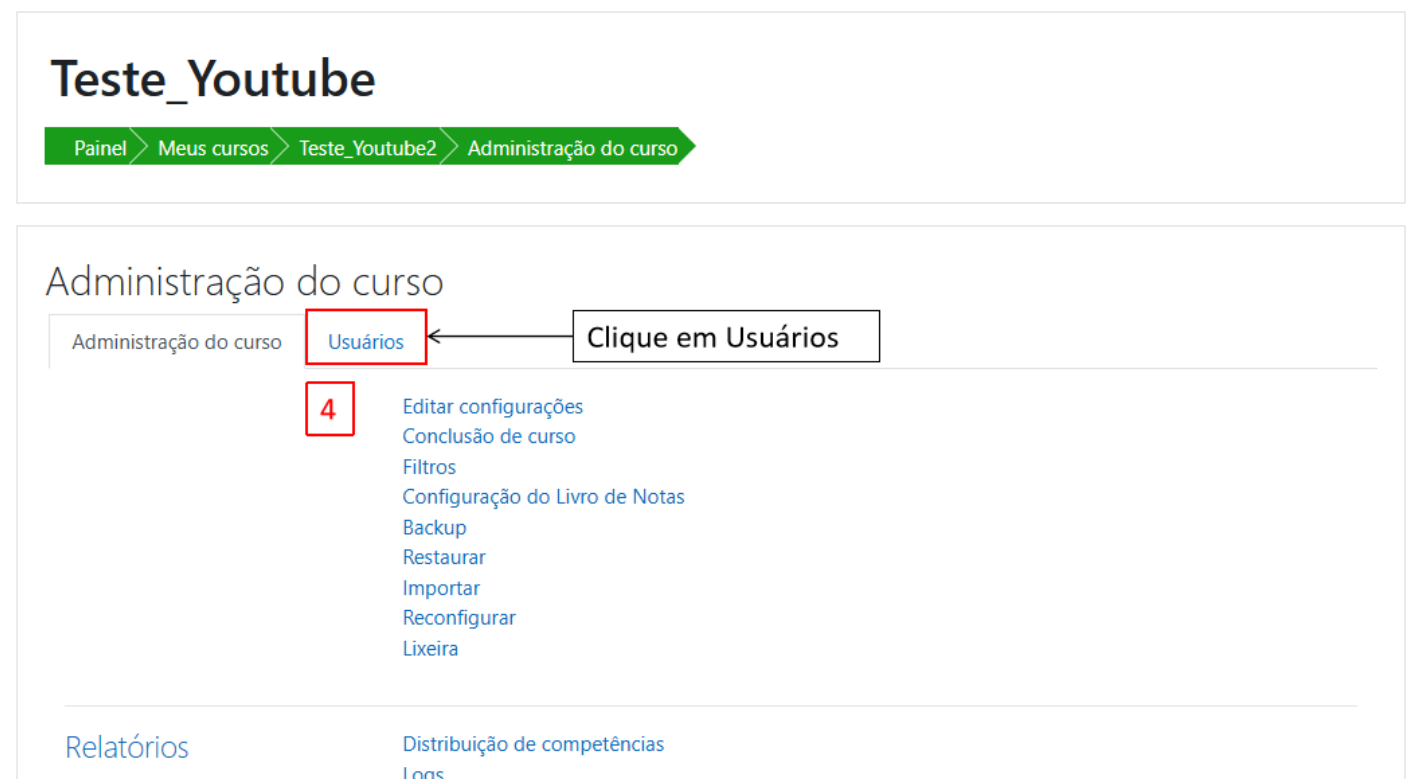 Teste_Youtube
Painel Meus cursos Teste_Youtube2 Administração do curso
Administração do curso
Administração do curso Usuários Clique em Usuários
4
Editar configurações
Conclusão de curso
Filtros
Configuração do Livro de Notas
Backup
Restaurar
Importar
Reconfigurar
Lixeira
Relatórios Distribuição de competências
Logs